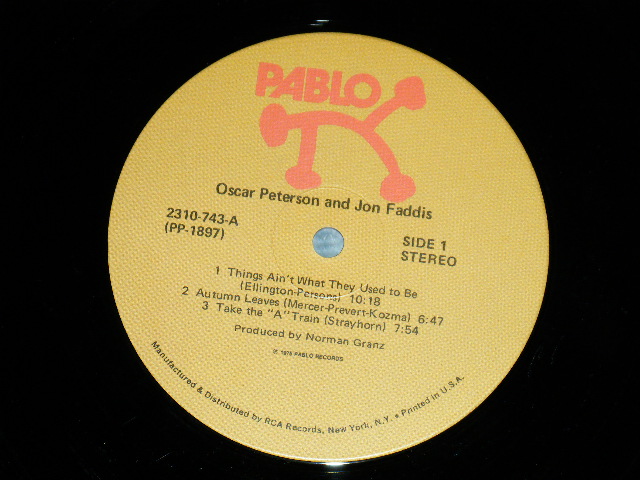 PABLO
Oscar Peterson and Jon Faddis
2310-743-A
(PP-1897)
SIDE 1
STEREO
1 Things Ain't What They Used to Be
(Ellington-Persons) 10:18
2 Autumn Leaves (Mercer-Prevert-Kozma) 6:47
3 Take the "A" Train (Strayhorn) 7:54
Produced by Norman Granz
℗ 1975 PABLO RECORDS
Manufactured & Distributed by RCA Records, New York, N.Y. • Printed in U.S.A.